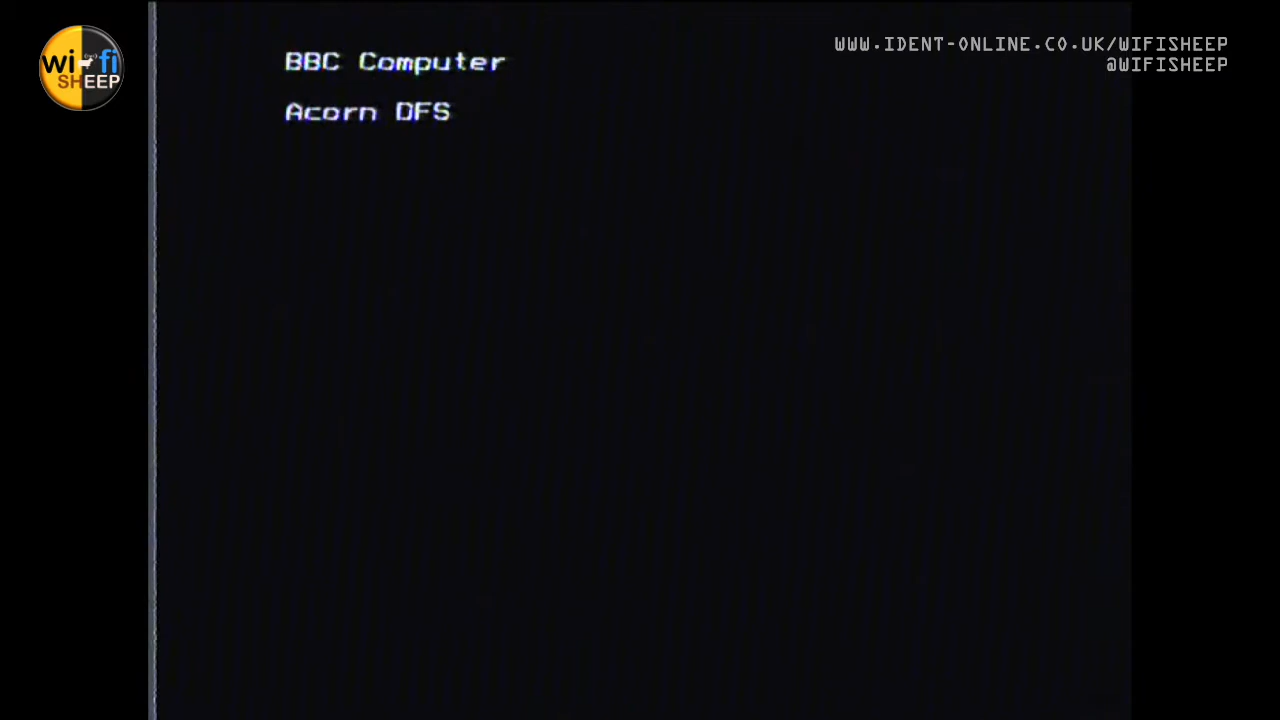 wi-fi
SHEEP
WWW.IDENT-ONLINE.CO.UK/WIFISHEEP
@WIFISHEEP
BBC Computer
Acorn DFS